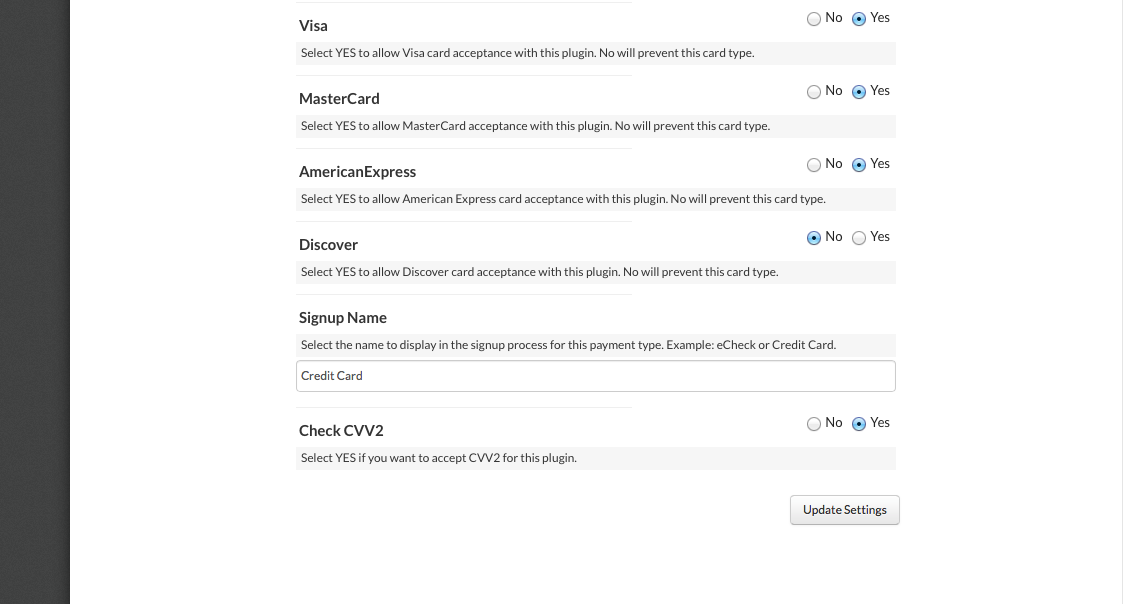 Visa
No Yes
Select YES to allow Visa card acceptance with this plugin. No will prevent this card type.
MasterCard
No Yes
Select YES to allow MasterCard acceptance with this plugin. No will prevent this card type.
AmericanExpress
No Yes
Select YES to allow American Express card acceptance with this plugin. No will prevent this card type.
Discover
No Yes
Select YES to allow Discover card acceptance with this plugin. No will prevent this card type.
Signup Name
Select the name to display in the signup process for this payment type. Example: eCheck or Credit Card.
Credit Card
Check CVV2
No Yes
Select YES if you want to accept CVV2 for this plugin.
Update Settings